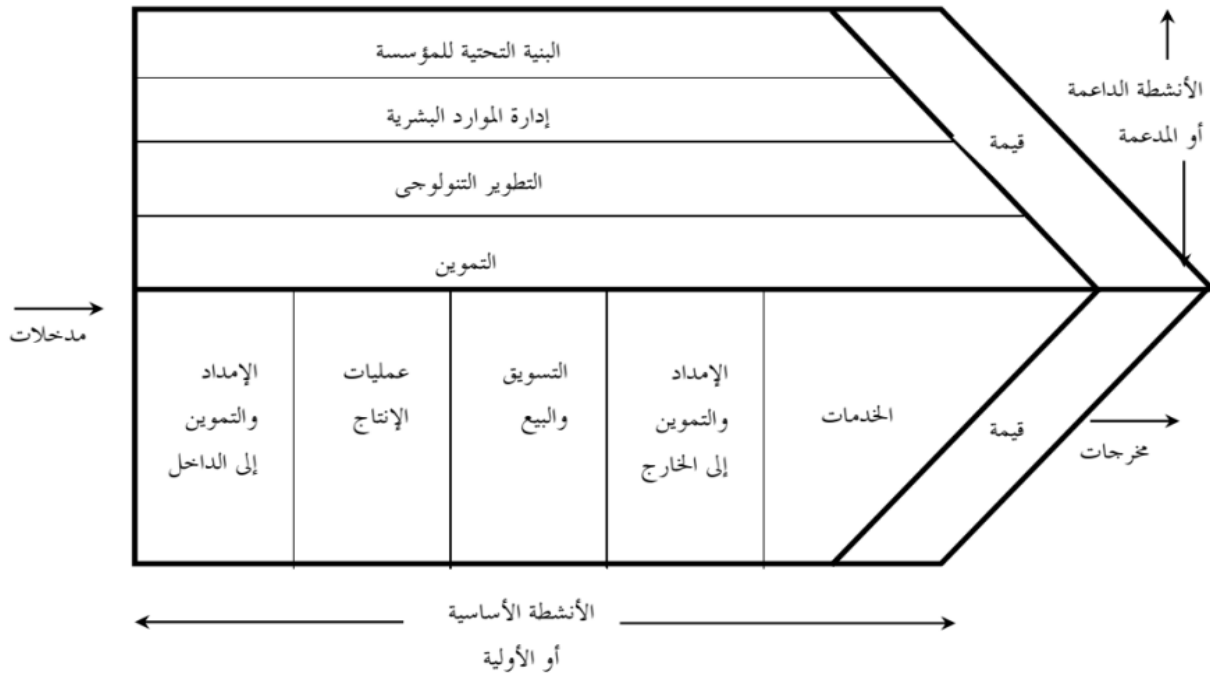 البنية التحتية للمؤسسة
إدارة الموارد البشرية
التطوير التنولوجى
التموين
قيمة
الأنشطة الداعمة
أو المدعمة
مدخلات
الإمداد
والتموين
إلى الداخل
عمليات
الإنتاج
التسويق
والبيع
الإمداد
والتموين
إلى الخارج
الخدمات
قيمة
مخرجات
الأنشطة الأساسية
أو الأولية